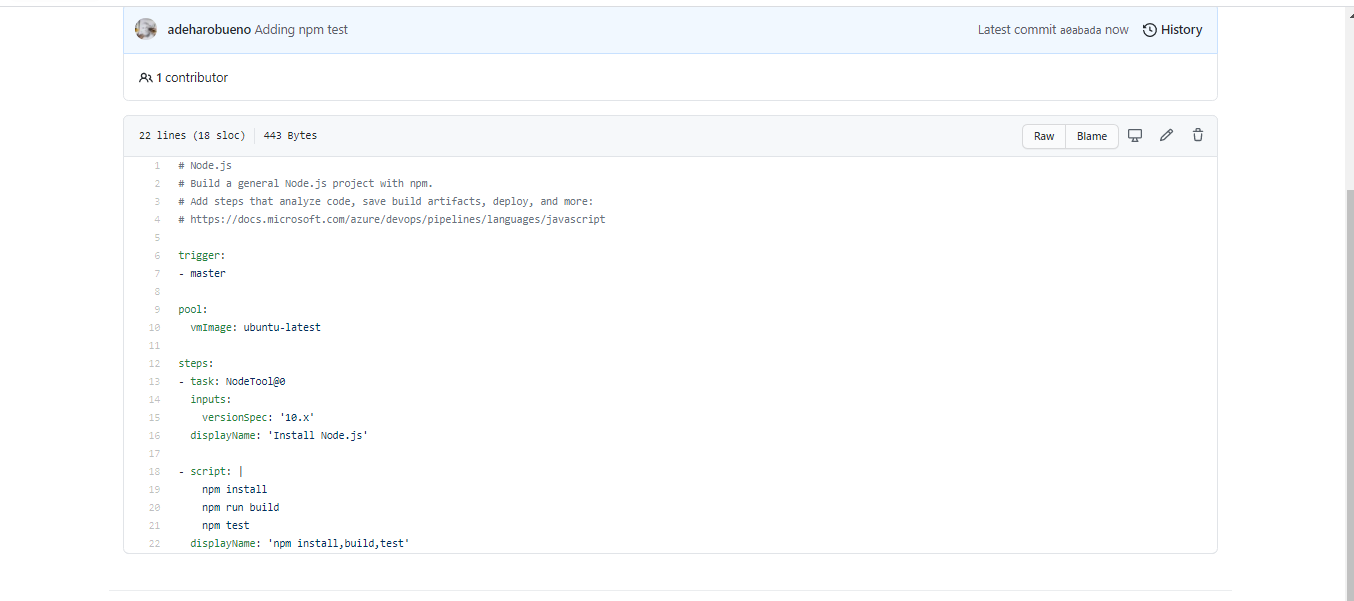 adeharobueno Adding npm test
Latest commit a0abada now History
1 contributor
22 lines (18 sloc) 443 Bytes
Raw Blame
1 # Node.js
2 # Build a general Node.js project with npm.
3 # Add steps that analyze code, save build artifacts, deploy, and more:
4 # https://docs.microsoft.com/azure/devops/pipelines/languages/javascript
5
6 trigger:
7 - master
8
9 pool:
10   vmImage: ubuntu-latest
11
12 steps:
13 - task: NodeTool@0
14   inputs:
15     versionSpec: '10.x'
16   displayName: 'Install Node.js'
17
18 - script: |
19     npm install
20     npm run build
21     npm test
22   displayName: 'npm install,build,test'